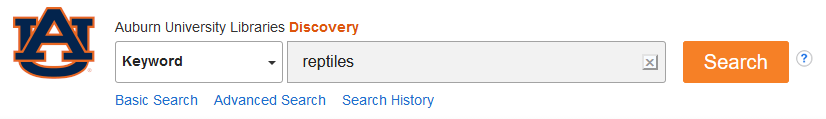 AU
Auburn University Libraries Discovery
Keyword reptiles Search ?
Basic Search Advanced Search Search History